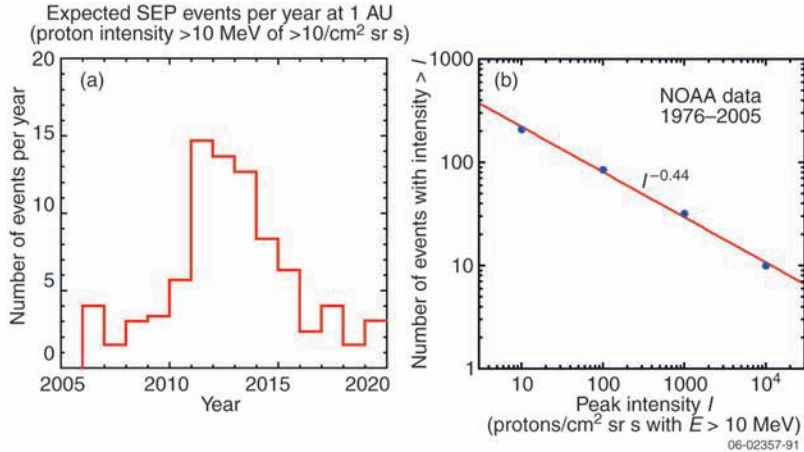 Expected SEP events per year at 1 AU
(proton intensity >10 MeV of >10/cm² sr s)
20
15
10
5
0
Number of events per year
(a)
2005
2010
2015
2020
Year
1000
100
10
1
Number of events with intensity > I
(b)
NOAA data
1976–2005
I⁻⁰·⁴⁴
10
100
1000
10⁴
Peak intensity I
(protons/cm² sr s with E > 10 MeV)
06-02357-91